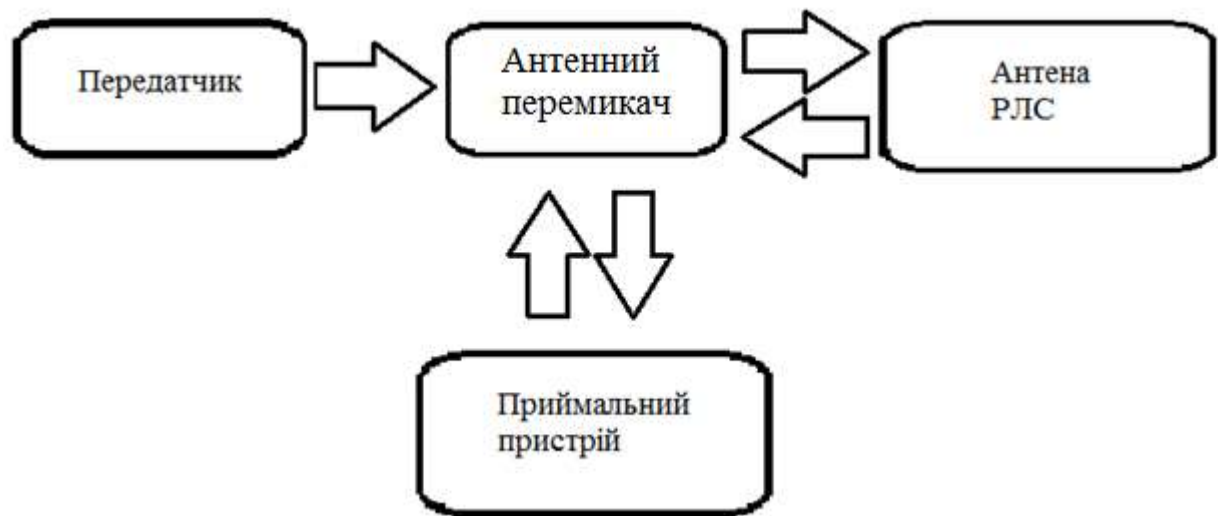 Передатчик
Антенний
перемикач
Антена
РЛС
Приймальний
пристрій